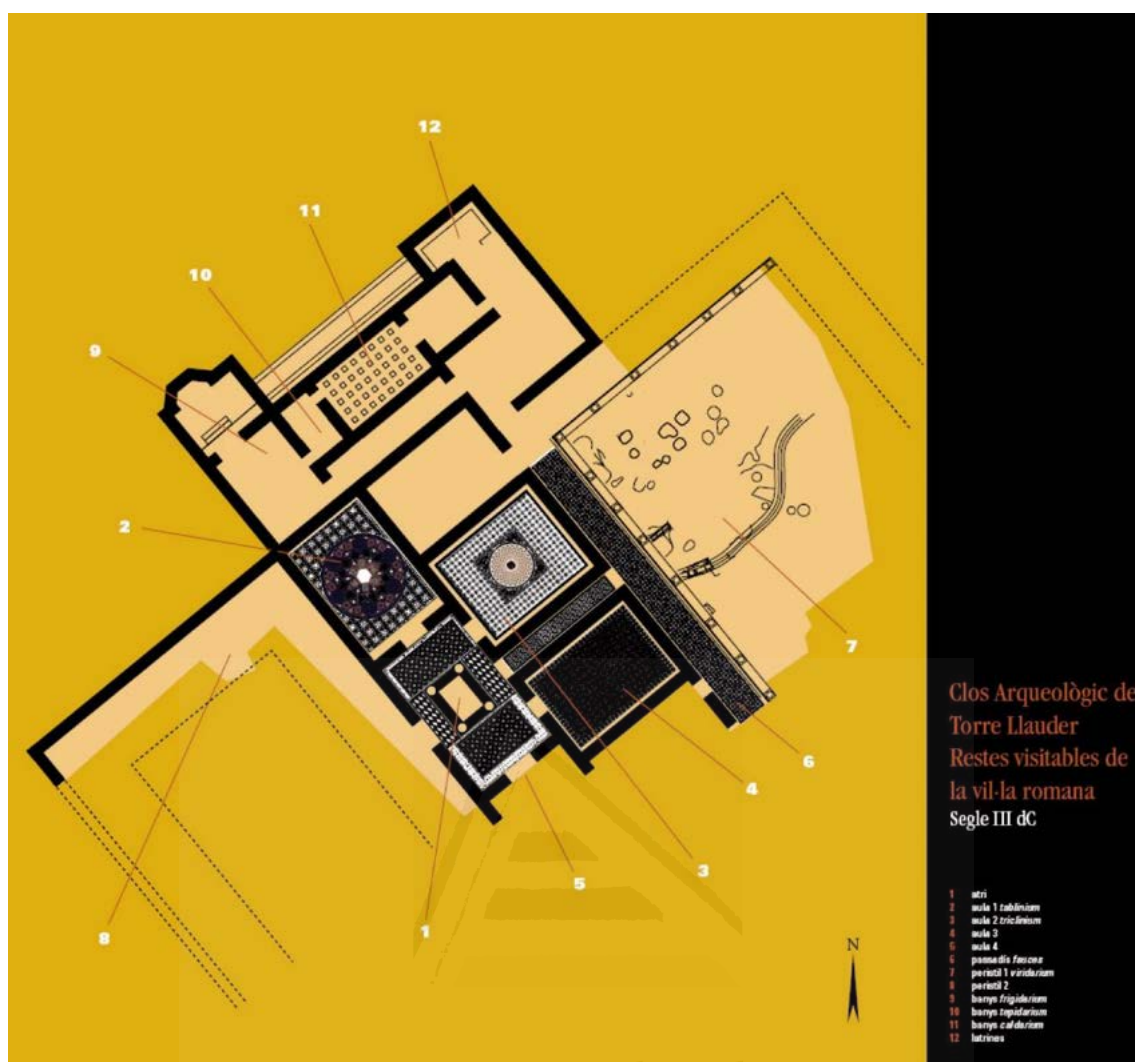 12
11
10
9
2
7
6
4
3
5
1
8
N
Clos Arqueològic de
Torre Llauder
Restes visitables de
la vil·la romana
Segle III dC
1 atri
2 aula 1 tablinium
3 aula 2 triclinium
4 aula 3
5 aula 4
6 passadís fauces
7 peristil 1 viridarium
8 peristil 2
9 banys frigidarium
10 banys tepidarium
11 banys caldarium
12 latrines